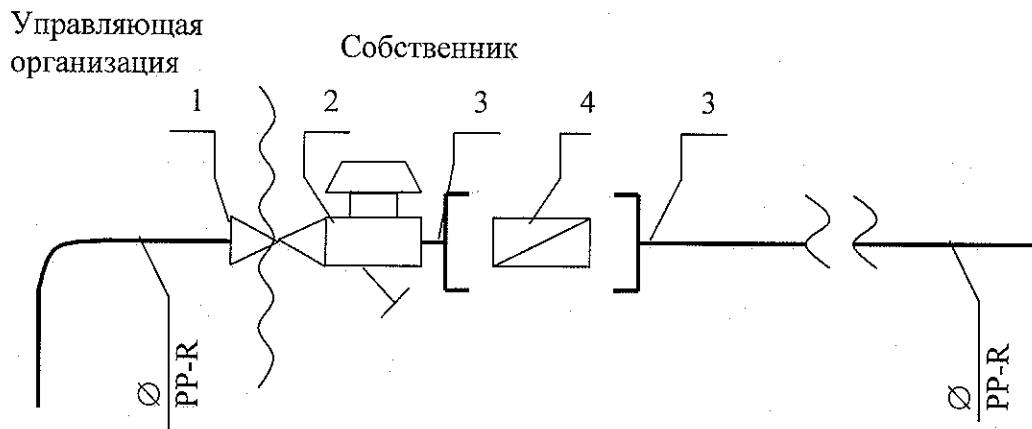 Управляющая
организация
Собственник
1
2
3
4
3
Ø
PP-R
Ø
PP-R